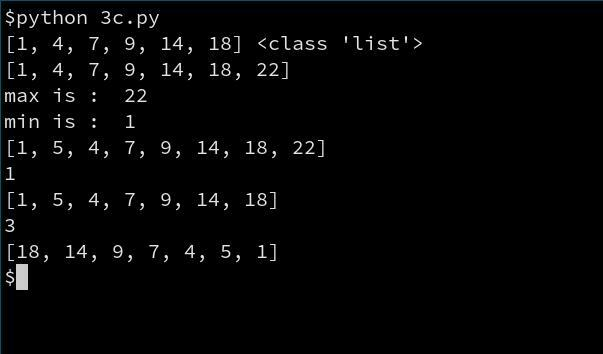 $python 3c.py
[1, 4, 7, 9, 14, 18] <class 'list'>
[1, 4, 7, 9, 14, 18, 22]
max is :  22
min is :  1
[1, 5, 4, 7, 9, 14, 18, 22]
1
[1, 5, 4, 7, 9, 14, 18]
3
[18, 14, 9, 7, 4, 5, 1]
$